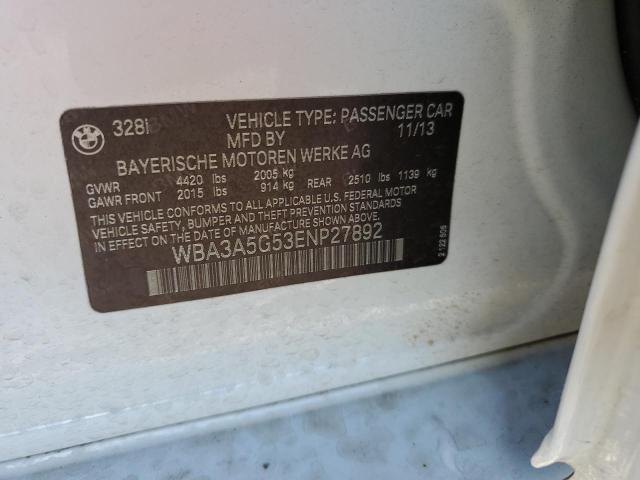 328i VEHICLE TYPE: PASSENGER CAR
MFD BY 11/13
BAYERISCHE MOTOREN WERKE AG
GVWR 4420 lbs 2005 kg
GAWR FRONT 2015 lbs 914 kg REAR 2510 lbs 1139 kg
THIS VEHICLE CONFORMS TO ALL APPLICABLE U.S. FEDERAL MOTOR
VEHICLE SAFETY, BUMPER AND THEFT PREVENTION STANDARDS
IN EFFECT ON THE DATE OF MANUFACTURE SHOWN ABOVE.
WBA3A5G53ENP27892